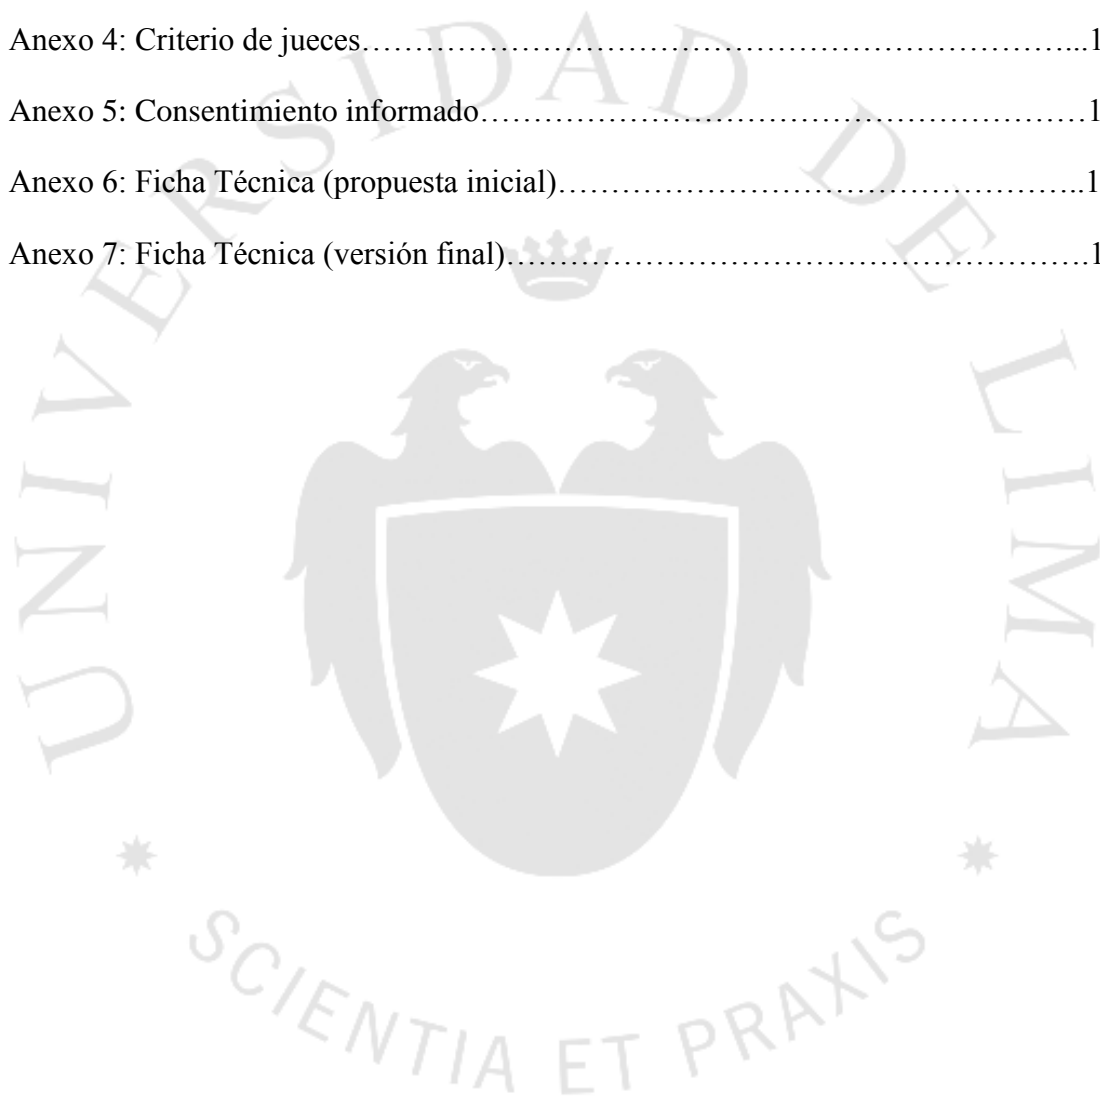 Anexo 4: Criterio de jueces…………………………………………………………...1
Anexo 5: Consentimiento informado…………………………………………………1
Anexo 6: Ficha Técnica (propuesta inicial)…………………………………………..1
Anexo 7: Ficha Técnica (versión final)……………………………………………….1
UNIVERSIDAD DE LIMA
SCIENTIA ET PRAXIS